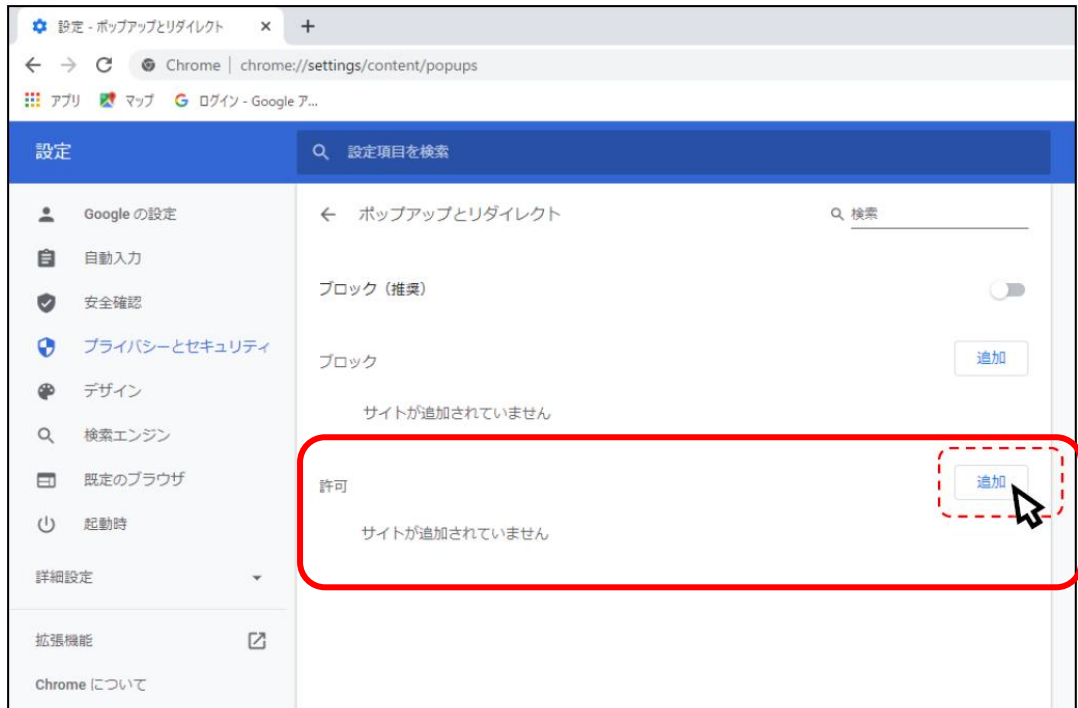 設定 - ポップアップとリダイレクト
Chrome | chrome://settings/content/popups
アプリ マップ ログイン - Google ア...
設定
設定項目を検索
Google の設定
自動入力
安全確認
プライバシーとセキュリティ
デザイン
検索エンジン
既定のブラウザ
起動時
詳細設定
拡張機能
Chrome について
ポップアップとリダイレクト
検索
ブロック（推奨）
ブロック
追加
サイトが追加されていません
許可
追加
サイトが追加されていません